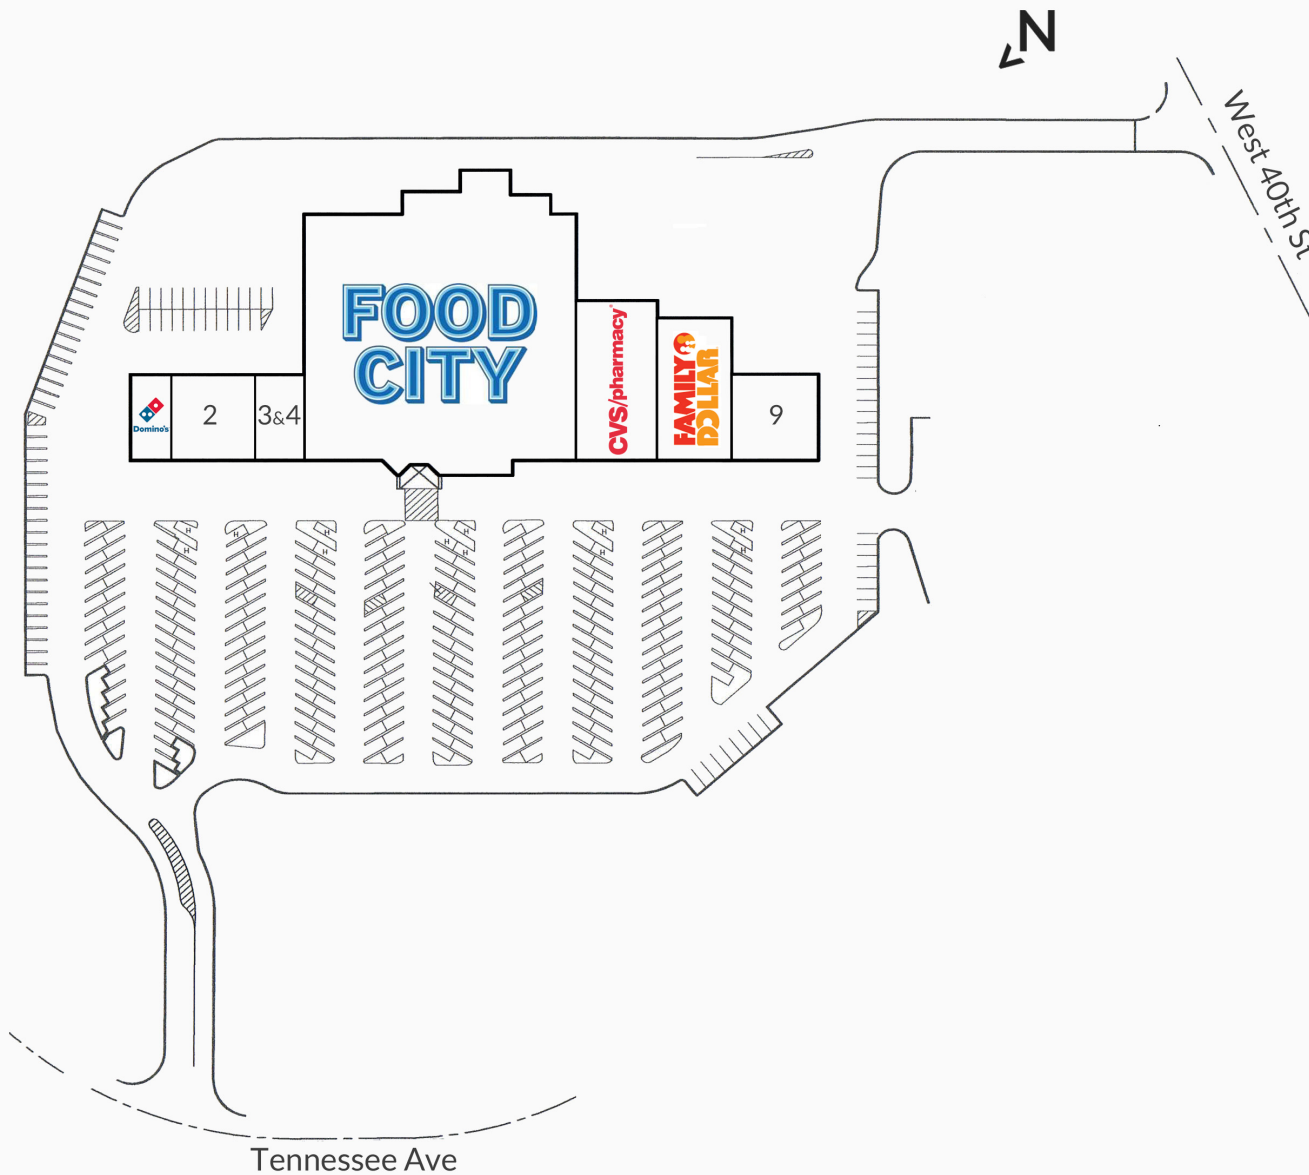 N
West 40th St
FOOD
CITY
CVS/pharmacy
FAMILY
DOLLAR
Domino's
2
3&4
9
H
H
H
H
H
H
H
H
H
H
H
H
Tennessee Ave